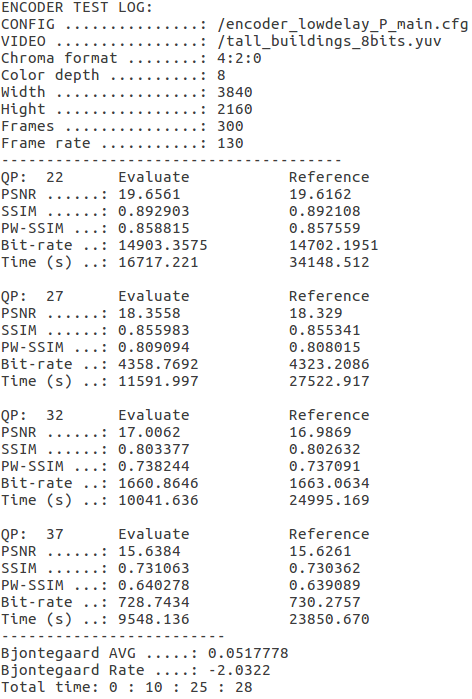 ENCODER TEST LOG:
CONFIG ...............: /encoder_lowdelay_P_main.cfg
VIDEO ................: /tall_buildings_8bits.yuv
Chroma format ........: 4:2:0
Color depth ..........: 8
Width ................: 3840
Hight ................: 2160
Frames ...............: 300
Frame rate ...........: 130
--------------------------------------
QP:  22      Evaluate            Reference
PSNR ......: 19.6561             19.6162
SSIM ......: 0.892903            0.892108
PW-SSIM ...: 0.858815            0.857559
Bit-rate ..: 14903.3575          14702.1951
Time (s) ..: 16717.221           34148.512

QP:  27      Evaluate            Reference
PSNR ......: 18.3558             18.329
SSIM ......: 0.855983            0.855341
PW-SSIM ...: 0.809094            0.808015
Bit-rate ..: 4358.7692           4323.2086
Time (s) ..: 11591.997           27522.917

QP:  32      Evaluate            Reference
PSNR ......: 17.0062             16.9869
SSIM ......: 0.803377            0.802632
PW-SSIM ...: 0.738244            0.737091
Bit-rate ..: 1660.8646           1663.0634
Time (s) ..: 10041.636           24995.169

QP:  37      Evaluate            Reference
PSNR ......: 15.6384             15.6261
SSIM ......: 0.731063            0.730362
PW-SSIM ...: 0.640278            0.639089
Bit-rate ..: 728.7434            730.2757
Time (s) ..: 9548.136            23850.670
-------------------------
Bjontegaard AVG .....: 0.0517778
Bjontegaard Rate ....: -2.0322
Total time: 0 : 10 : 25 : 28